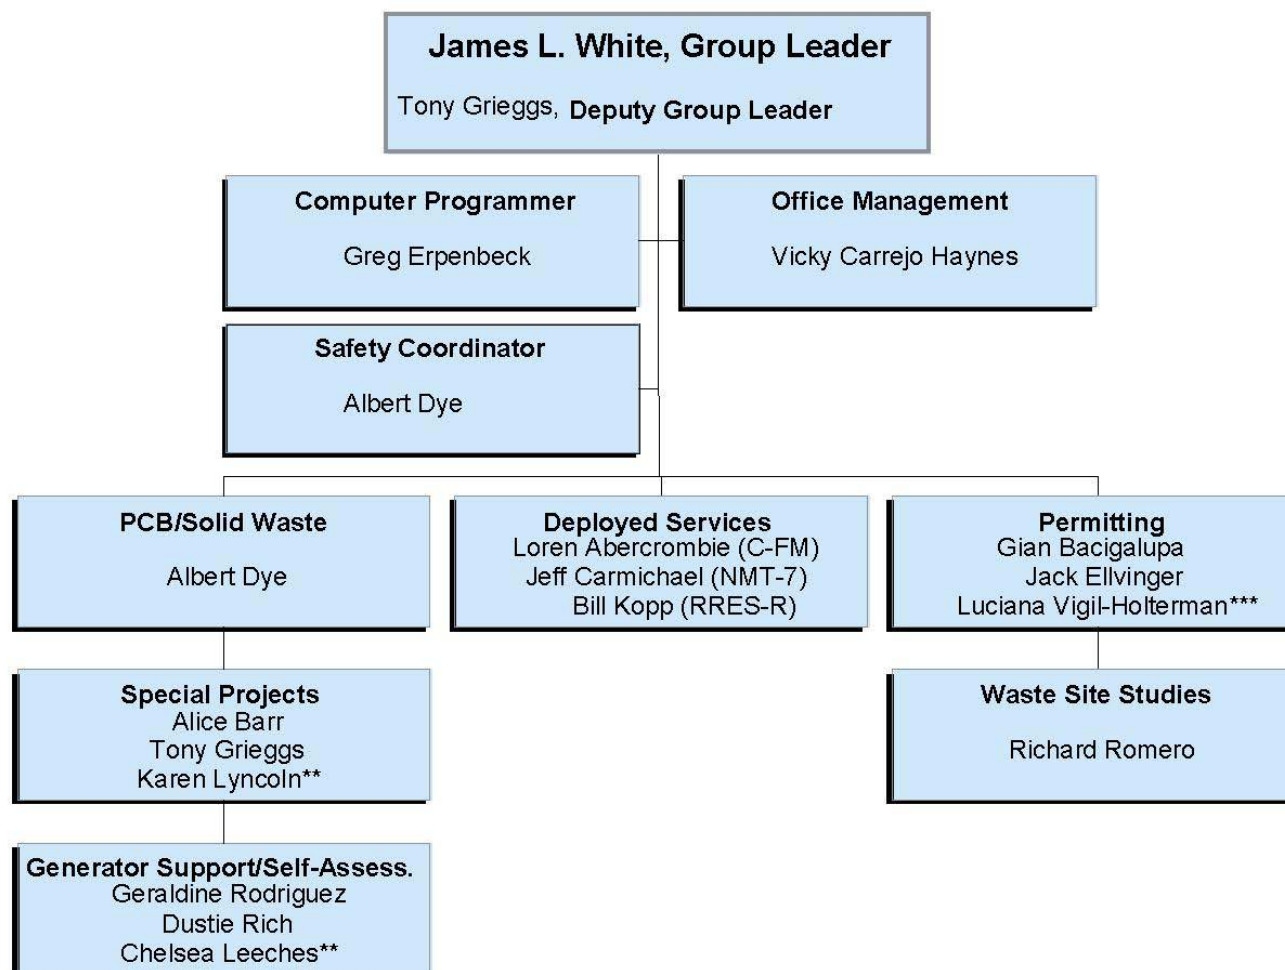 James L. White, Group Leader
Tony Grieggs, Deputy Group Leader
Computer Programmer
Greg Erpenbeck
Office Management
Vicky Carrejo Haynes
Safety Coordinator
Albert Dye
PCB/Solid Waste
Albert Dye
Deployed Services
Loren Abercrombie (C-FM)
Jeff Carmichael (NMT-7)
Bill Kopp (RRES-R)
Permitting
Gian Bacigalupa
Jack Ellvinger
Luciana Vigil-Holterman***
Special Projects
Alice Barr
Tony Grieggs
Karen Lyncoln**
Waste Site Studies
Richard Romero
Generator Support/Self-Assess.
Geraldine Rodriguez
Dustie Rich
Chelsea Leeches**